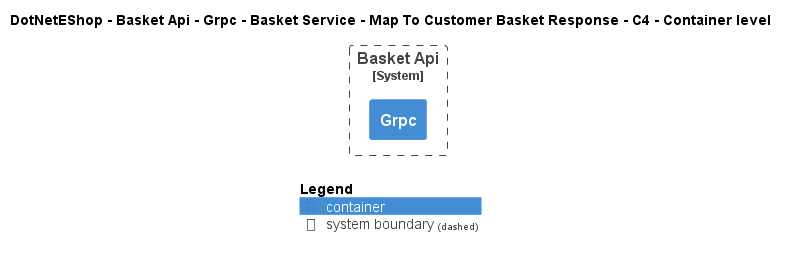 DotNetEShop - Basket Api - Grpc - Basket Service - Map To Customer Basket Response - C4 - Container level
Basket Api
[System]
Grpc
Legend
container
system boundary (dashed)